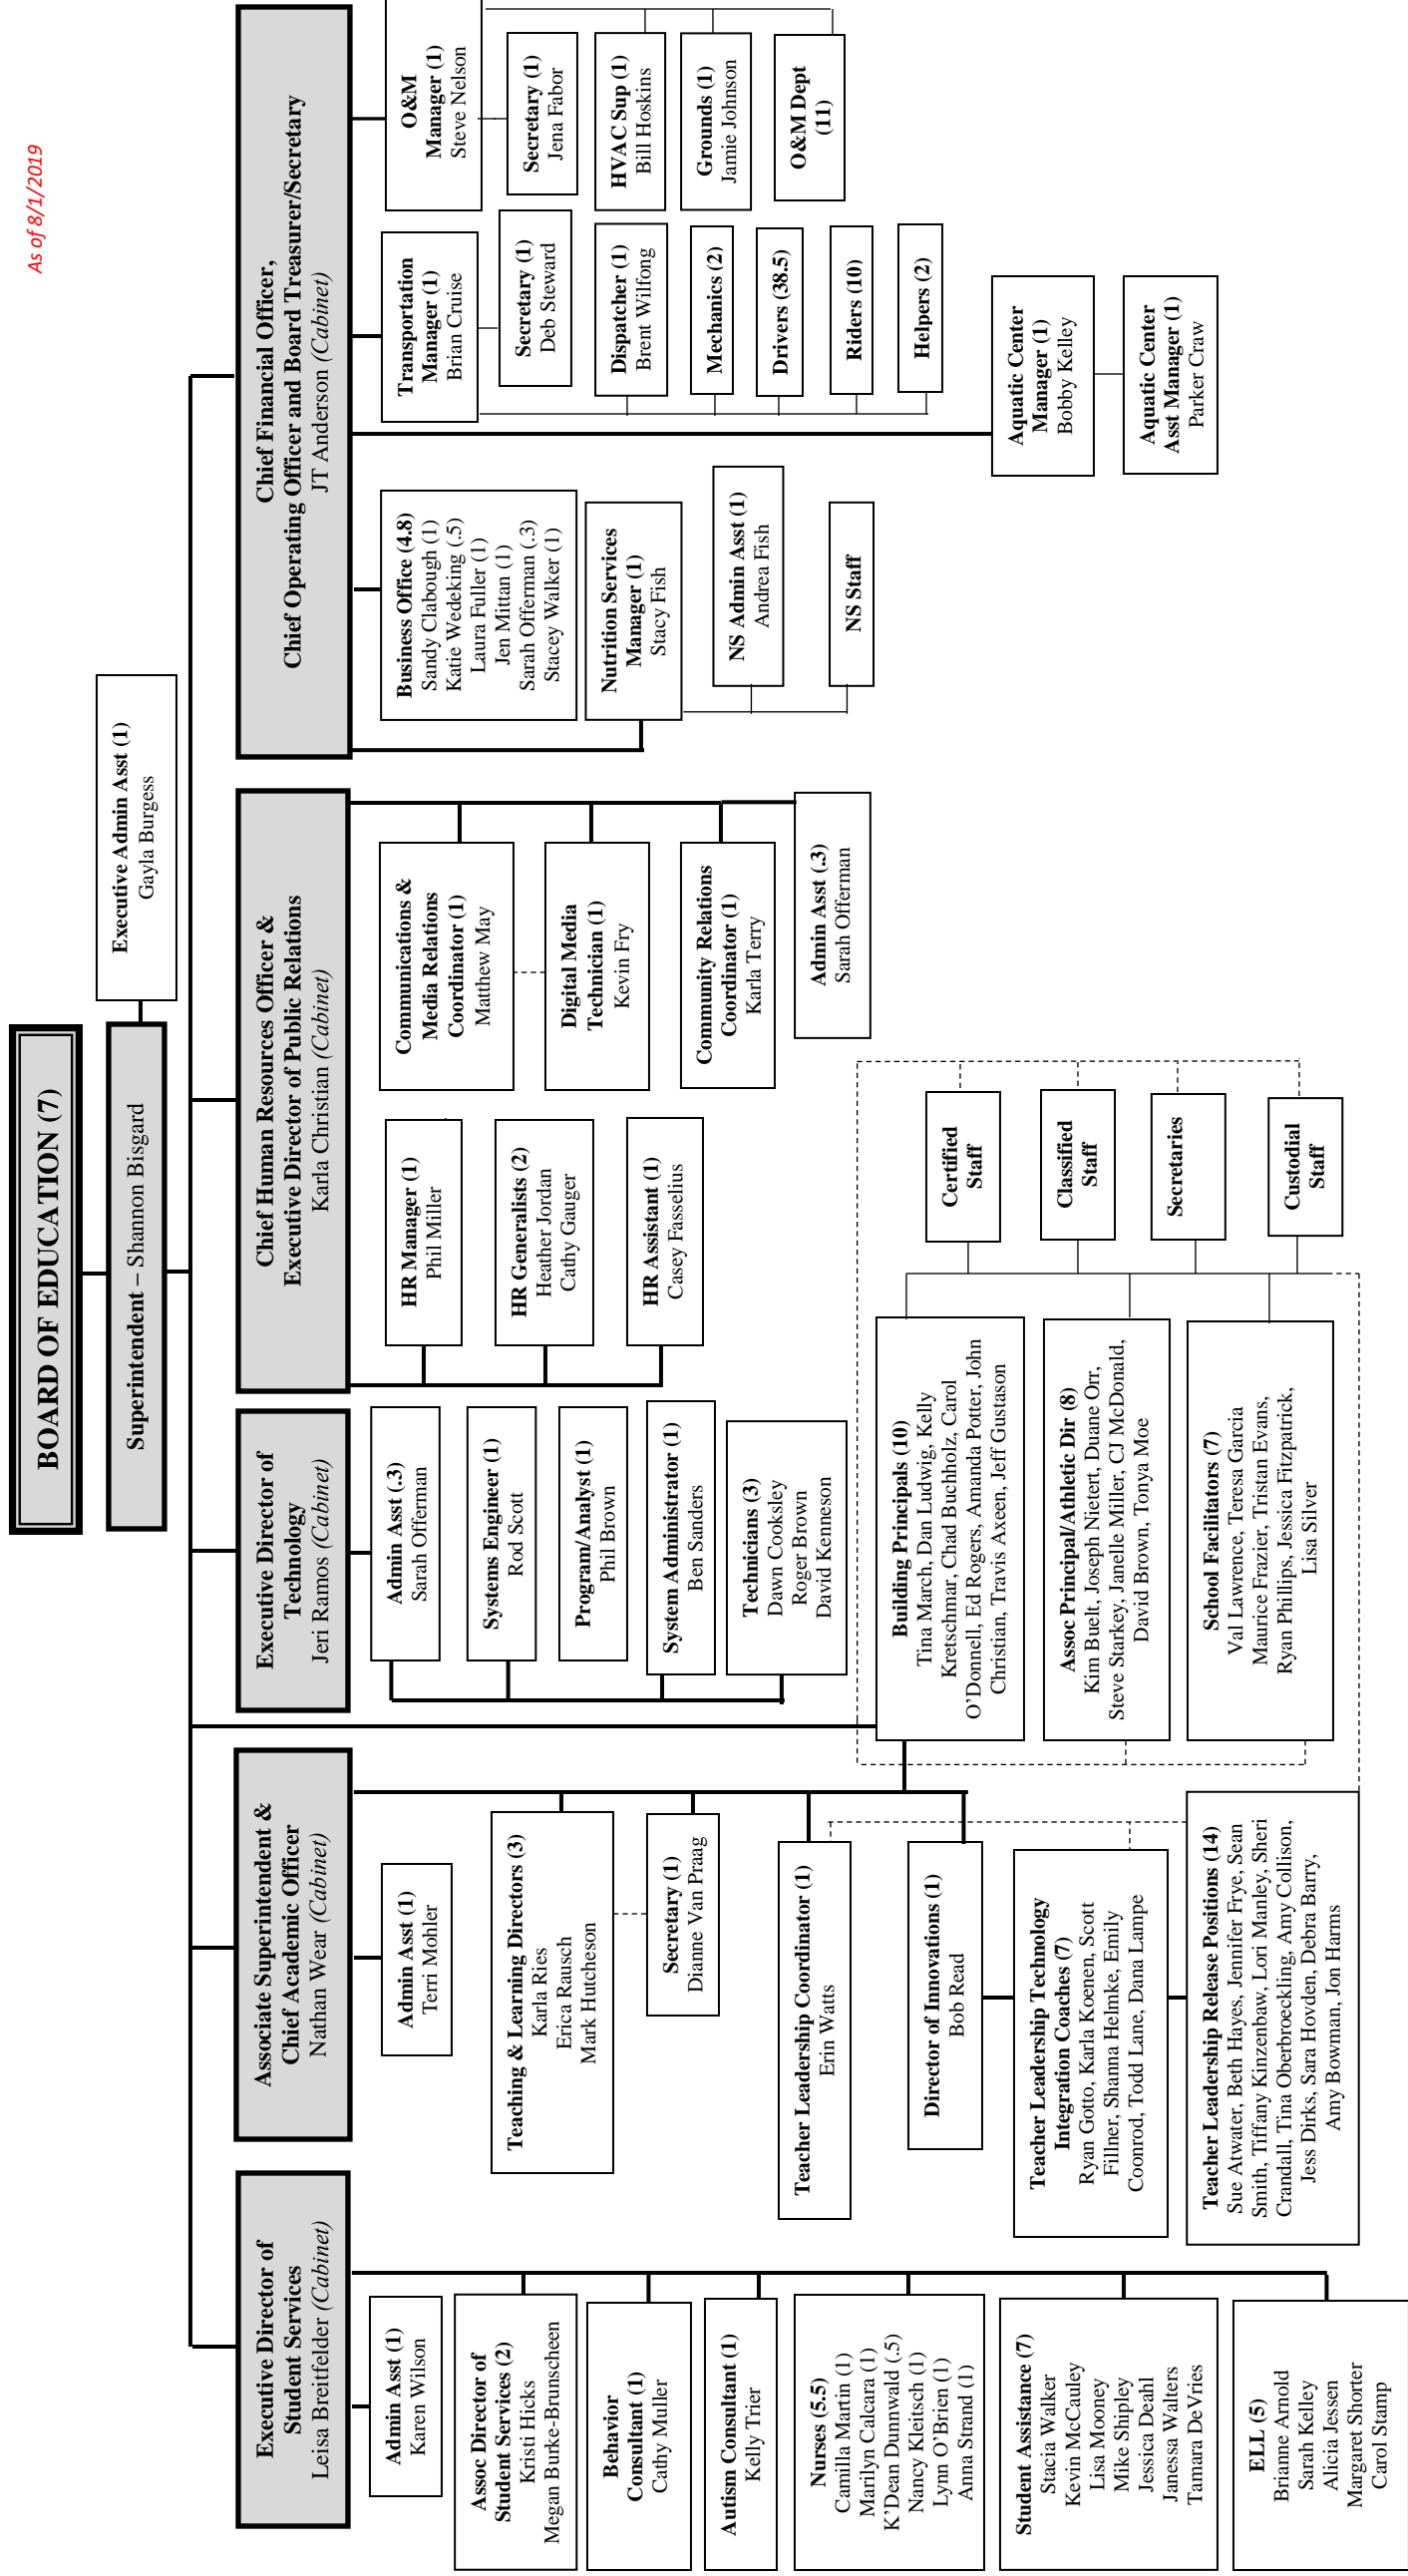 As of 8/1/2019
BOARD OF EDUCATION (7)
Superintendent – Shannon Bisgard
Executive Admin Asst (1)
Gayla Burgess
Executive Director of
Student Services
Leisa Breitfelder (Cabinet)
Admin Asst (1)
Karen Wilson
Assoc Director of
Student Services (2)
Kristi Hicks
Megan Burke-Brunscheen
Behavior
Consultant (1)
Cathy Muller
Autism Consultant (1)
Kelly Trier
Nurses (5.5)
Camilla Martin (1)
Marilyn Calcara (1)
K'Dean Dunnwald (.5)
Nancy Kleitsch (1)
Lynn O'Brien (1)
Anna Strand (1)
Student Assistance (7)
Stacia Walker
Kevin McCauley
Lisa Mooney
Mike Shipley
Jessica Deahl
Janessa Walters
Tamara De Vries
ELL (5)
Brianne Arnold
Sarah Kelley
Alicia Jessen
Margaret Shorter
Carol Stamp
Associate Superintendent &
Chief Academic Officer
Nathan Wear (Cabinet)
Admin Asst (1)
Terri Mohler
Teaching & Learning Directors (3)
Karla Ries
Erica Rausch
Mark Hutcheson
Secretary (1)
Dianne Van Praag
Teacher Leadership Coordinator (1)
Erin Watts
Director of Innovations (1)
Bob Read
Teacher Leadership Technology
Integration Coaches (7)
Ryan Gotto, Karla Koenen, Scott
Fillner, Shanna Helmke, Emily
Coonrod, Todd Lane, Dana Lampe
Teacher Leadership Release Positions (14)
Sue Atwater, Beth Hayes, Jennifer Frye, Sean
Smith, Tiffany Kinzenbaw, Lori Manley, Sheri
Crandall, Tina Oberbroeckling, Amy Collison,
Jess Dirks, Sara Hovden, Debra Barry,
Amy Bowman, Jon Harms
Executive Director of
Technology
Jeri Ramos (Cabinet)
Admin Asst (.3)
Sarah Offerman
Systems Engineer (1)
Rod Scott
Program/Analyst (1)
Phil Brown
System Administrator (1)
Ben Sanders
Technicians (3)
Dawn Cooksley
Roger Brown
David Kenneson
Building Principals (10)
Tina March, Dan Ludwig, Kelly
Kretschmar, Chad Buchholz, Carol
O'Donnell, Ed Rogers, Amanda Potter, John
Christian, Travis Axeen, Jeff Gustason
Assoc Principal/Athletic Dir (8)
Kim Buelt, Joseph Nietert, Duane Orr,
Steve Starkey, Janelle Miller, CJ McDonald,
David Brown, Tonya Moe
School Facilitators (7)
Val Lawrence, Teresa Garcia
Maurice Frazier, Tristan Evans,
Ryan Phillips, Jessica Fitzpatrick,
Lisa Silver
Certified
Staff
Classified
Staff
Secretaries
Custodial
Staff
Chief Human Resources Officer &
Executive Director of Public Relations
Karla Christian (Cabinet)
HR Manager (1)
Phil Miller
HR Generalists (2)
Heather Jordan
Cathy Gauger
HR Assistant (1)
Casey Fasselius
Communications &
Media Relations
Coordinator (1)
Matthew May
Digital Media
Technician (1)
Kevin Fry
Community Relations
Coordinator (1)
Karla Terry
Admin Asst (.3)
Sarah Offerman
Chief Financial Officer,
Chief Operating Officer and Board Treasurer/Secretary
JT Anderson (Cabinet)
Business Office (4.8)
Sandy Clabough (1)
Katie Wedeking (.5)
Laura Fuller (1)
Jen Mittan (1)
Sarah Offerman (.3)
Stacey Walker (1)
Nutrition Services
Manager (1)
Stacy Fish
NS Admin Asst (1)
Andrea Fish
NS Staff
Transportation
Manager (1)
Brian Cruise
Secretary (1)
Deb Steward
Dispatcher (1)
Brent Wilfong
Mechanics (2)
Drivers (38.5)
Riders (10)
Helpers (2)
Aquatic Center
Manager (1)
Bobby Kelley
Aquatic Center
Asst Manager (1)
Parker Craw
O&M
Manager (1)
Steve Nelson
Secretary (1)
Jena Fabor
HVAC Sup (1)
Bill Hoskins
Grounds (1)
Jamie Johnson
O&M Dept
(11)